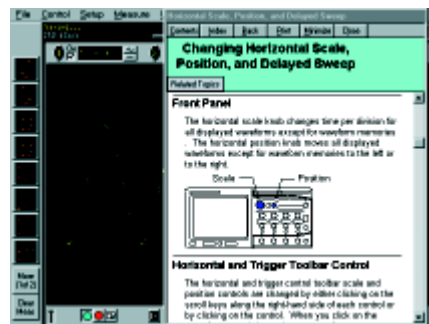 File Control Setup Measure
Horizontal Scale, Position, and Delayed Sweep
Contents Index Back Print Minimize Close
Changing Horizontal Scale,
Position, and Delayed Sweep
Related Topics
Front Panel
The horizontal scale knob changes time per division for
all displayed waveforms except for waveform memories
. The horizontal position knob moves all displayed
waveforms except for waveform memories to the left or
to the right.
Scale Position
Horizontal and Trigger Toolbar Control
The horizontal and trigger control toolbar scale and
position controls are changed by either clicking on the
scroll keys along the right-hand side of each control or
by clicking on the control. When you click on the
More
(1of2)
Clear
Meas